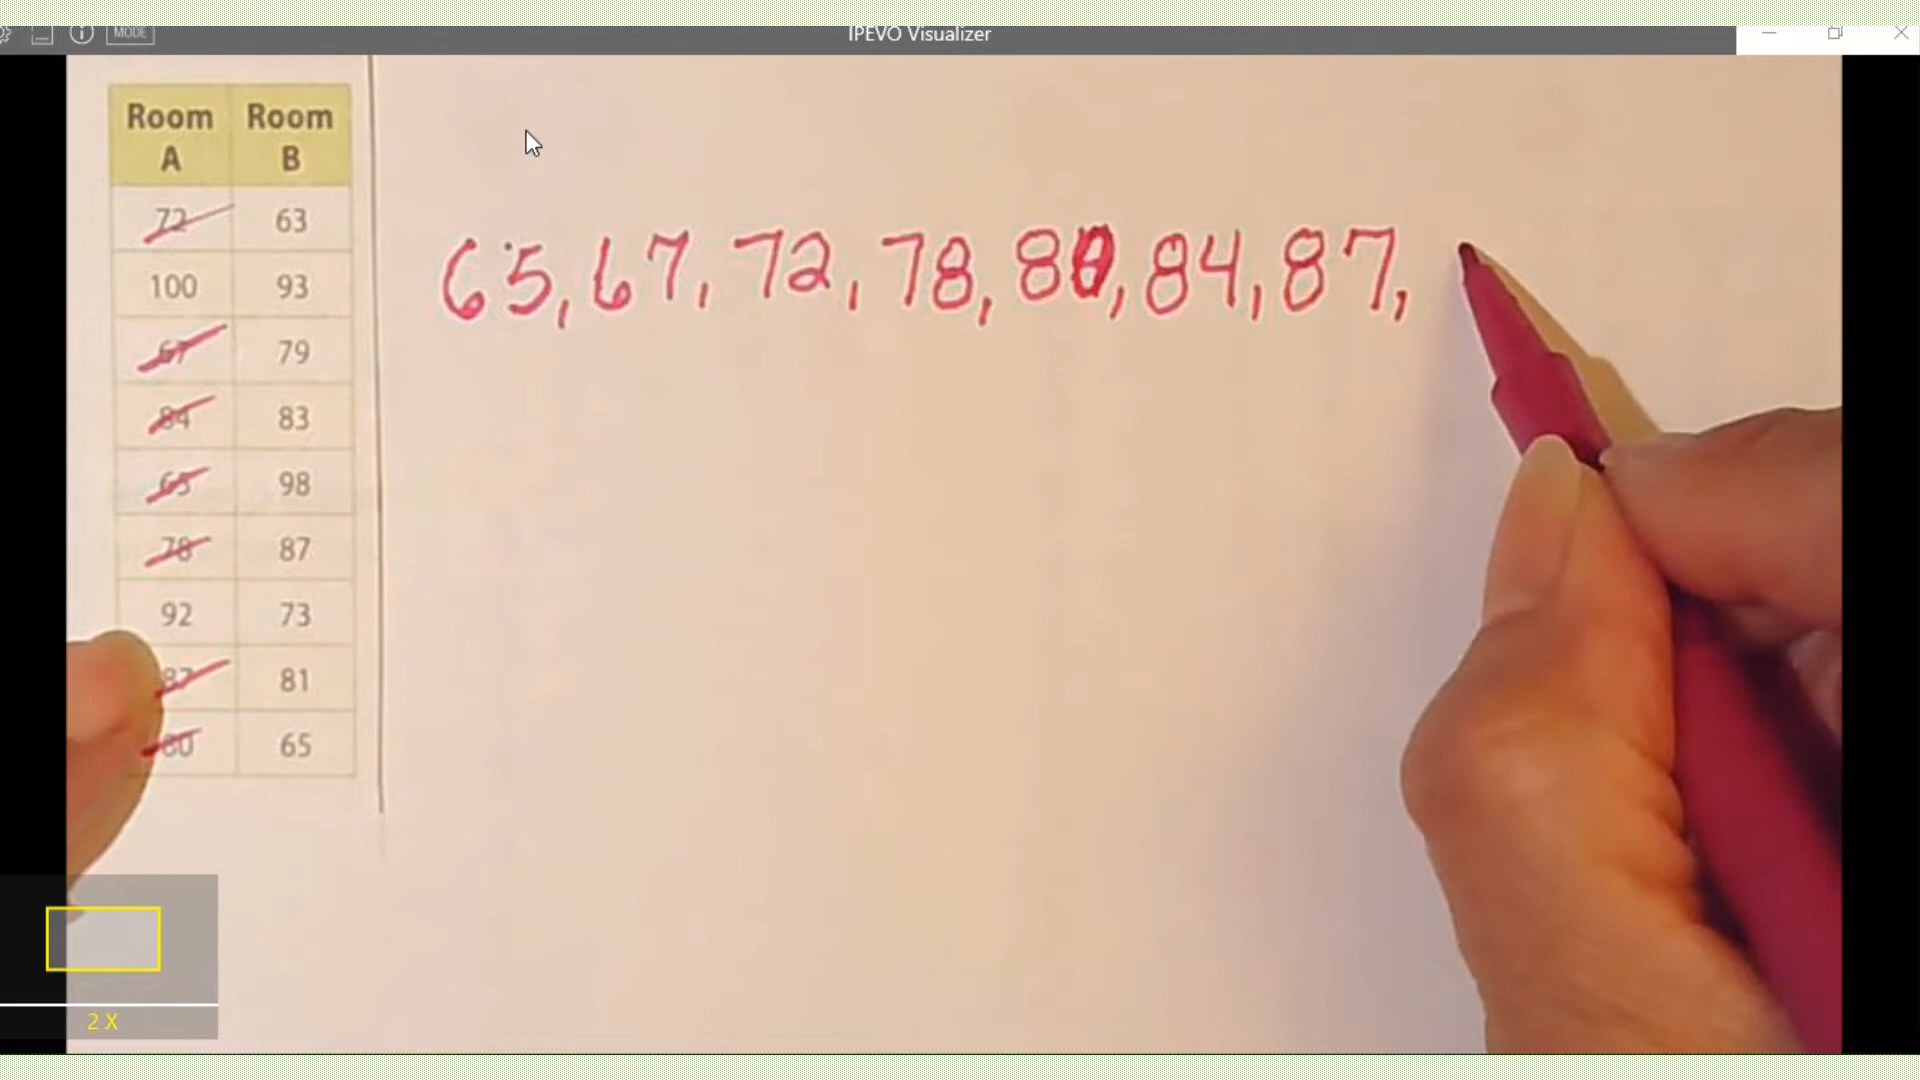 MODE
IPEVO Visualizer
Room A Room B
72 63
100 93
67 79
84 83
65 98
78 87
92 73
87 81
80 65
65, 67, 72, 78, 80, 84, 87,
2 X